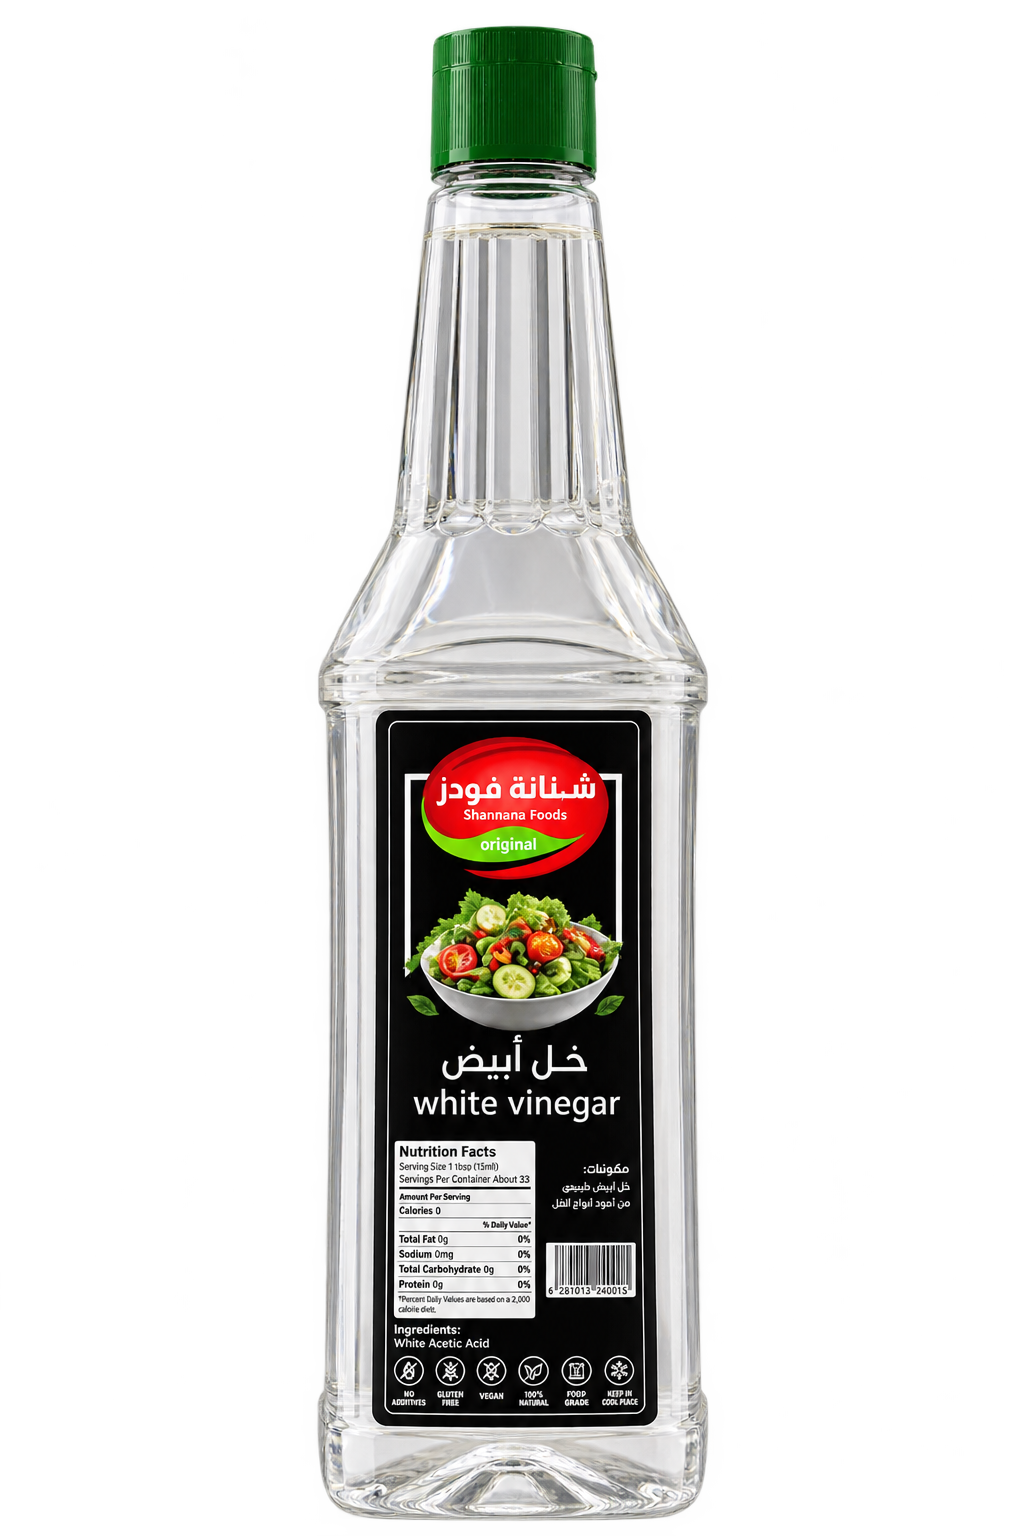 شنانة فودز
Shannana Foods
original
خل أبيض
white vinegar
Nutrition Facts
Serving Size 1 tbsp (15ml)
Servings Per Container About 33
Amount Per Serving
Calories 0
% Daily Value*
Total Fat 0g 0%
Sodium 0mg 0%
Total Carbohydrate 0g 0%
Protein 0g 0%
*Percent Daily Values are based on a 2,000
calorie diets.
مكونات:
خل أبيض طبيعي
من أجود أنواع الخل
6 281013 240015
Ingredients:
White Acetic Acid
NO
ADDITIVES
GLUTEN
FREE
VEGAN
100%
NATURAL
FOOD
GRADE
KEEP IN
COOL PLACE